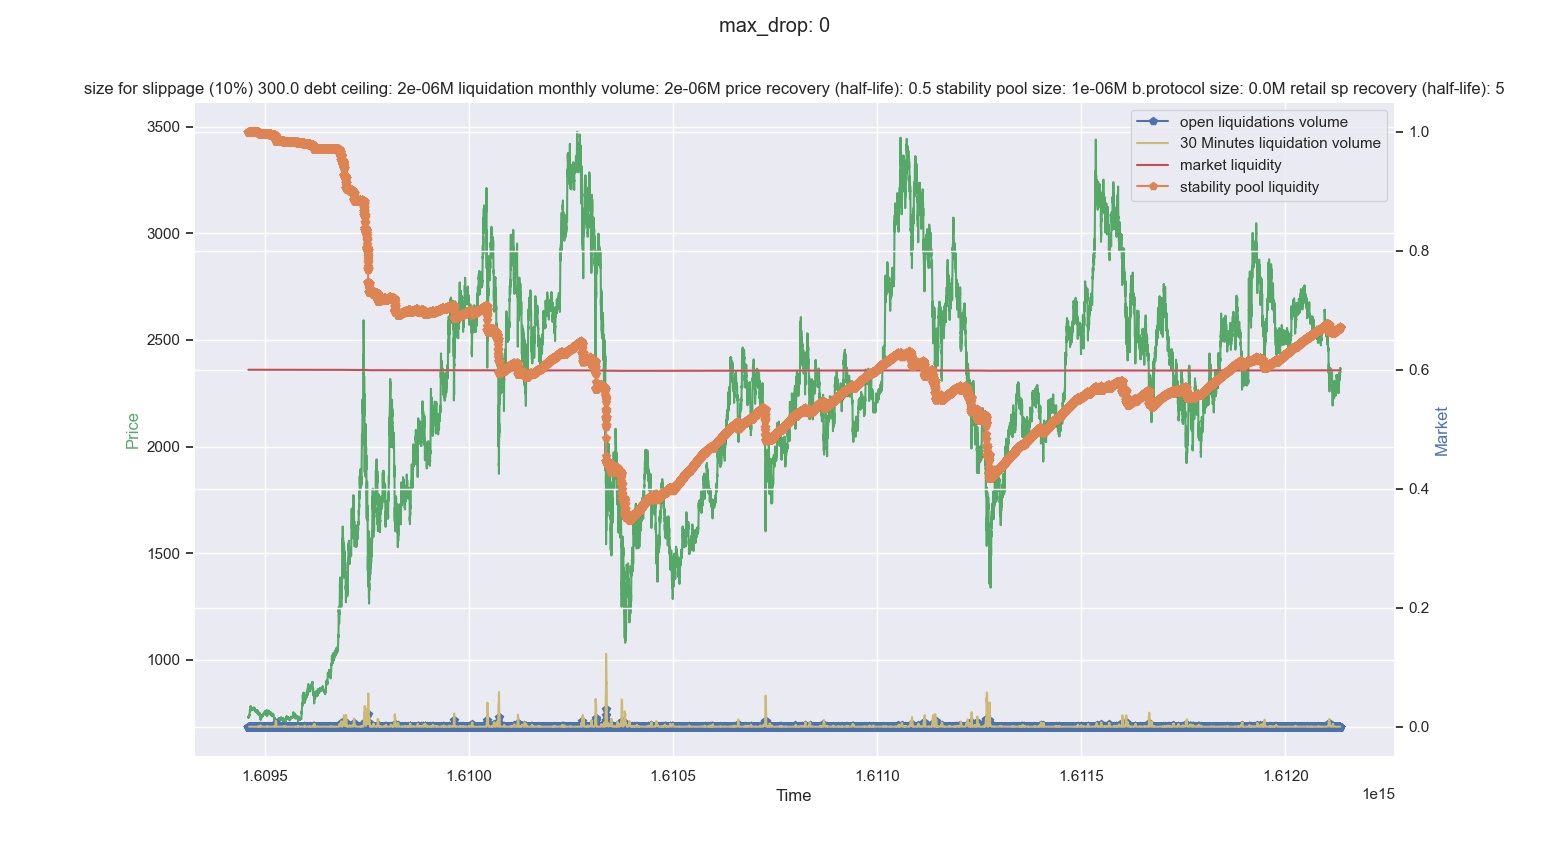 max_drop: 0
size for slippage (10%) 300.0 debt ceiling: 2e-06M liquidation monthly volume: 2e-06M price recovery (half-life): 0.5 stability pool size: 1e-06M b.protocol size: 0.0M retail sp recovery (half-life): 5
open liquidations volume
30 Minutes liquidation volume
market liquidity
stability pool liquidity
3500
3000
2500
2000
1500
1000
Price
1.0
0.8
0.6
0.4
0.2
0.0
Market
1.6095 1.6100 1.6105 1.6110 1.6115 1.6120
Time
1e15